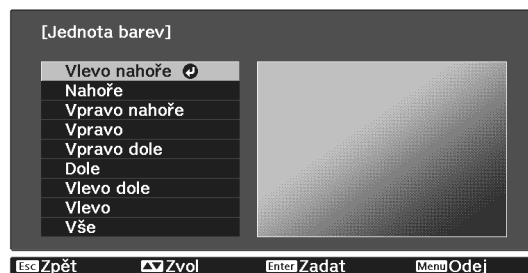 [Jednota barev]
Vlevo nahoře
Nahoře
Vpravo nahoře
Vpravo
Vpravo dole
Dole
Vlevo dole
Vlevo
Vše
Esc Zpět Zvol Enter Zadat Menu Odej